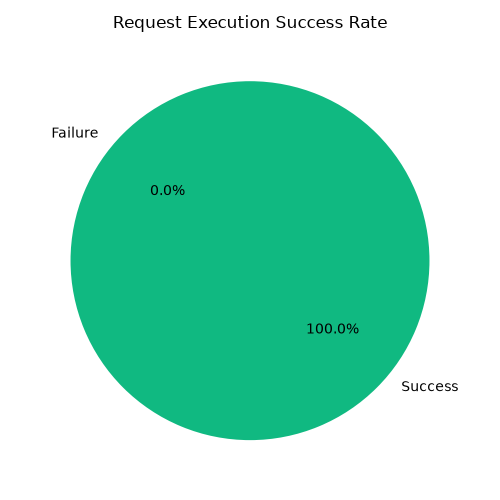 Request Execution Success Rate
Failure
0.0%
100.0%
Success